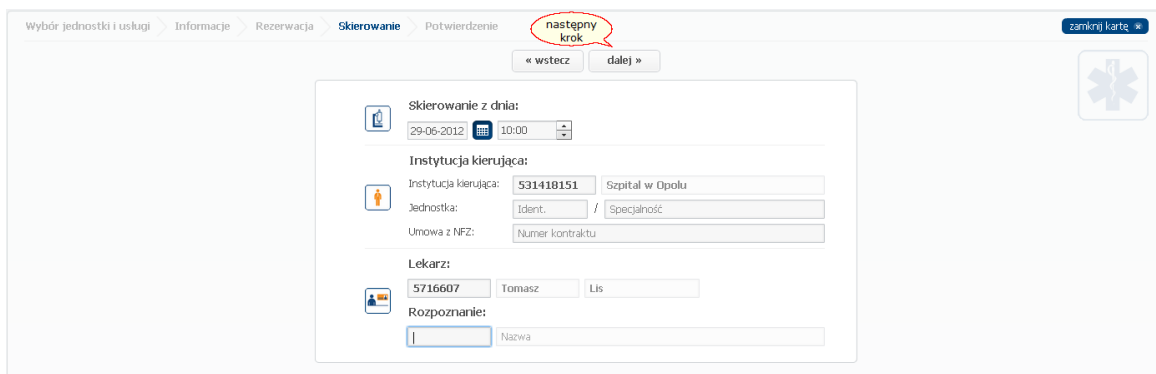 Wybór jednostki i usługi Informacje Rezerwacja Skierowanie Potwierdzenie
następny
krok
zamknij kartę
« wstecz dalej »
Skierowanie z dnia:
29-06-2012 10:00
Instytucja kierująca:
Instytucja kierująca: 531418151 Szpital w Opolu
Jednostka: Ident. / Specjalność
Umowa z NFZ: Numer kontraktu
Lekarz:
5716607 Tomasz Lis
Rozpoznanie:
Nazwa